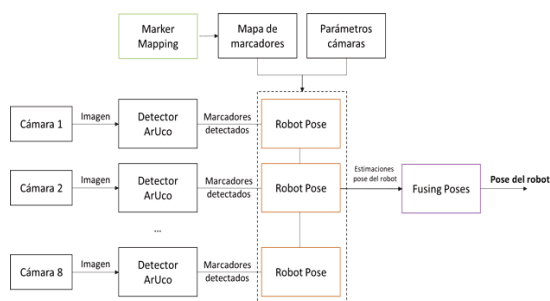 Marker
Mapping
Mapa de
marcadores
Parámetros
cámaras
Cámara 1
Imagen
Detector
ArUco
Marcadores
detectados
Robot Pose
Cámara 2
Imagen
Detector
ArUco
Marcadores
detectados
Robot Pose
Estimaciones
pose del robot
Fusing Poses
Pose del robot
...
Cámara 8
Imagen
Detector
ArUco
Marcadores
detectados
Robot Pose